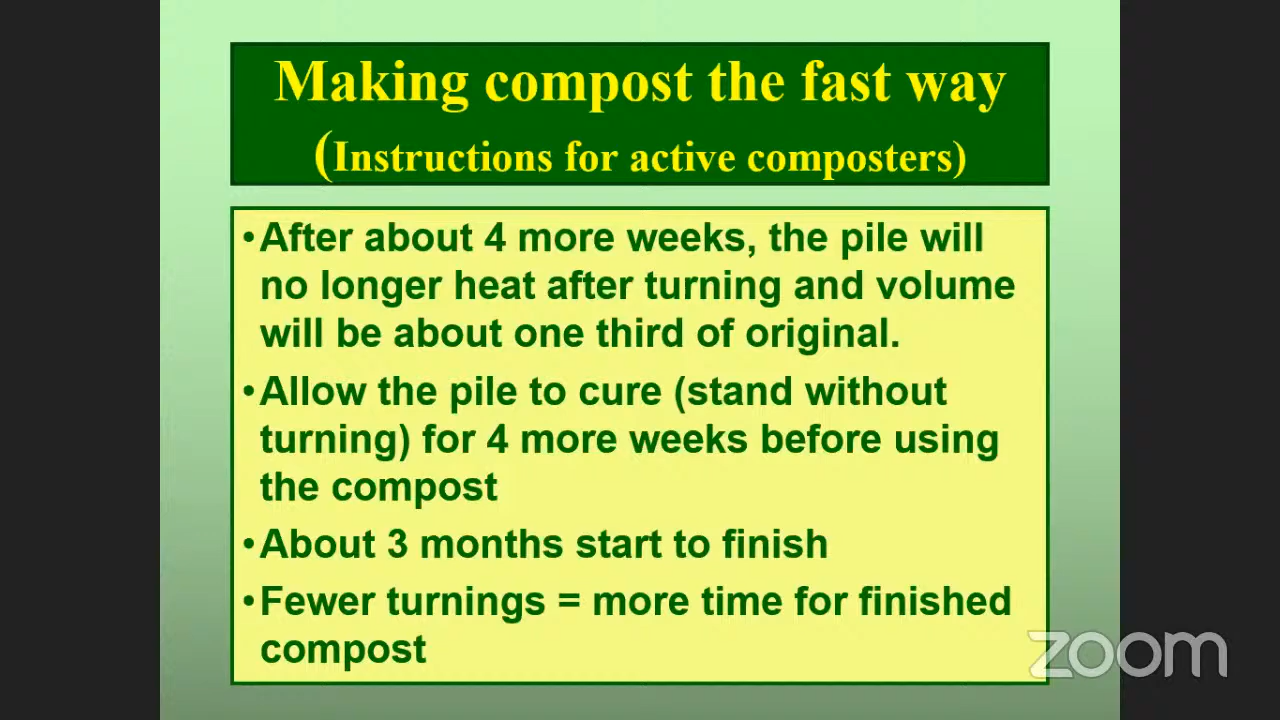 Making compost the fast way
(Instructions for active composters)
•After about 4 more weeks, the pile will
no longer heat after turning and volume
will be about one third of original.
•Allow the pile to cure (stand without
turning) for 4 more weeks before using
the compost
•About 3 months start to finish
•Fewer turnings = more time for finished
compost
zoom